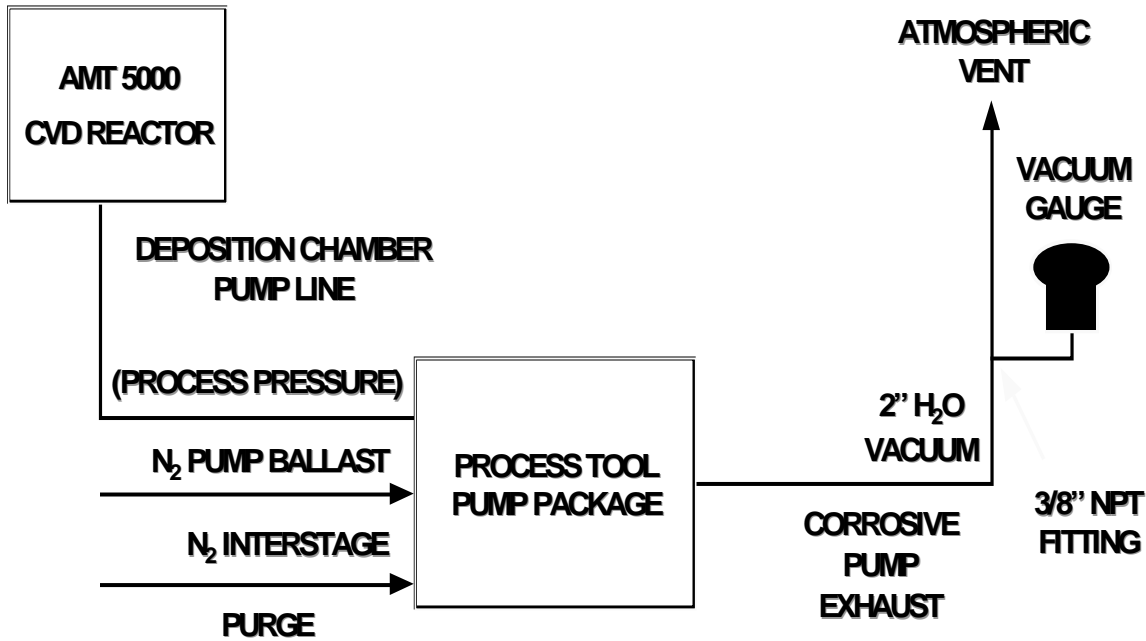 AMT 5000
CVD REACTOR
DEPOSITION CHAMBER
PUMP LINE
(PROCESS PRESSURE)
N₂ PUMP BALLAST
N₂ INTERSTAGE
PURGE
PROCESS TOOL
PUMP PACKAGE
ATMOSPHERIC
VENT
VACUUM
GAUGE
2’’ H₂O
VACUUM
CORROSIVE
PUMP
EXHAUST
3/8’’ NPT
FITTING